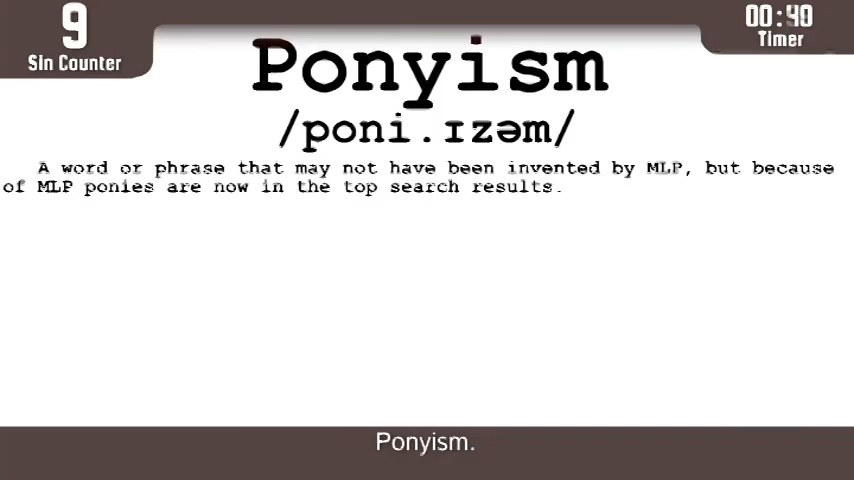 9
Sin Counter
00:49
Timer
Ponyism
/poni.ɪzəm/
A word or phrase that may not have been invented by MLP, but because
of MLP ponies are now in the top search results.
Ponyism.